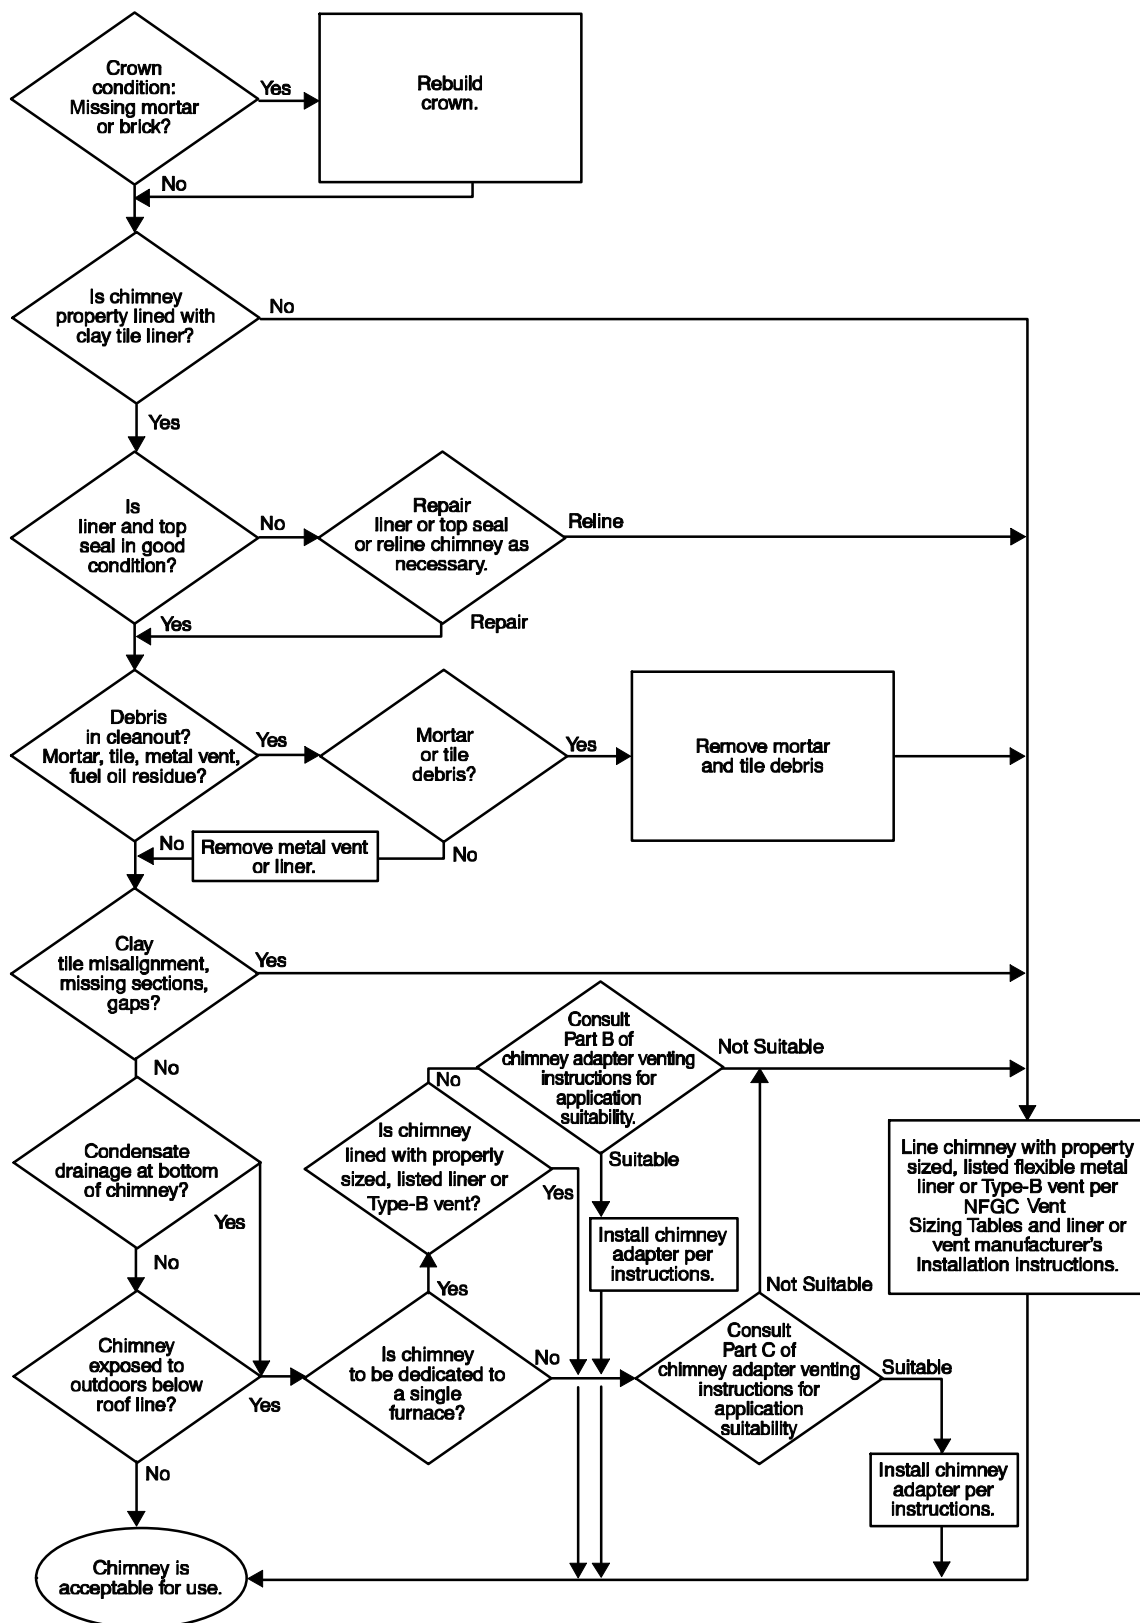 Crown
condition:
Missing mortar
or brick?
Yes
Rebuild
crown.
No
Is chimney
property lined with
clay tile liner?
No
Yes
Is
liner and top
seal in good
condition?
No
Repair
liner or top seal
or reline chimney as
necessary.
Reline
Yes
Repair
Debris
in cleanout?
Mortar, tile, metal vent,
fuel oil residue?
Yes
Mortar
or tile
debris?
Yes
Remove mortar
and tile debris
No
Remove metal vent
or liner.
No
Clay
tile misalignment,
missing sections,
gaps?
Yes
No
Consult
Part B of
chimney adapter venting
instructions for
application
suitability.
Not Suitable
Suitable
Condensate
drainage at bottom
of chimney?
Yes
No
Is chimney
lined with properly
sized, listed liner or
Type-B vent?
No
Yes
Install chimney
adapter per
instructions.
Line chimney with property
sized, listed flexible metal
liner or Type-B vent per
NFGC Vent
Sizing Tables and liner or
vent manufacturer's
Installation instructions.
Chimney
exposed to
outdoors below
roof line?
Yes
No
Is chimney
to be dedicated to
a single
furnace?
Yes
No
Consult
Part C of
chimney adapter venting
instructions for
application
suitability
Not Suitable
Suitable
Install chimney
adapter per
instructions.
Chimney is
acceptable for use.